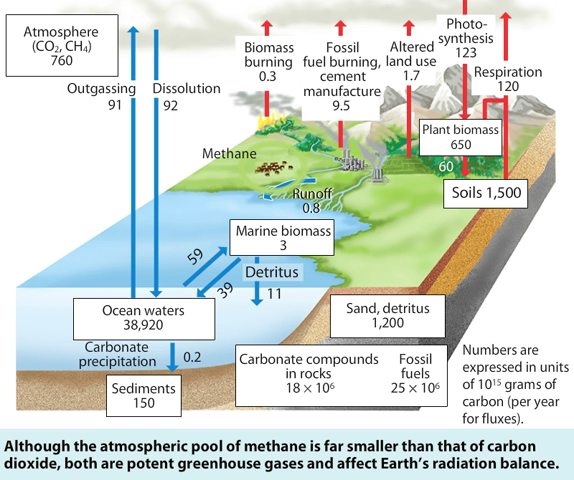 Atmosphere
(CO₂, CH₄)
760
Outgassing
91
Dissolution
92
Biomass
burning
0.3
Fossil
fuel burning,
cement
manufacture
9.5
Altered
land use
1.7
Photo-
synthesis
123
Respiration
120
Plant biomass
650
60
Soils 1,500
Methane
Runoff
0.8
Marine biomass
3
59
39
Detritus
11
Ocean waters
38,920
Carbonate
precipitation
0.2
Sediments
150
Sand, detritus
1,200
Carbonate compounds
in rocks
18 × 10⁶
Fossil
fuels
25 × 10⁶
Numbers are
expressed in units
of 10¹⁵ grams of
carbon (per year
for fluxes).
Although the atmospheric pool of methane is far smaller than that of carbon
dioxide, both are potent greenhouse gases and affect Earth's radiation balance.